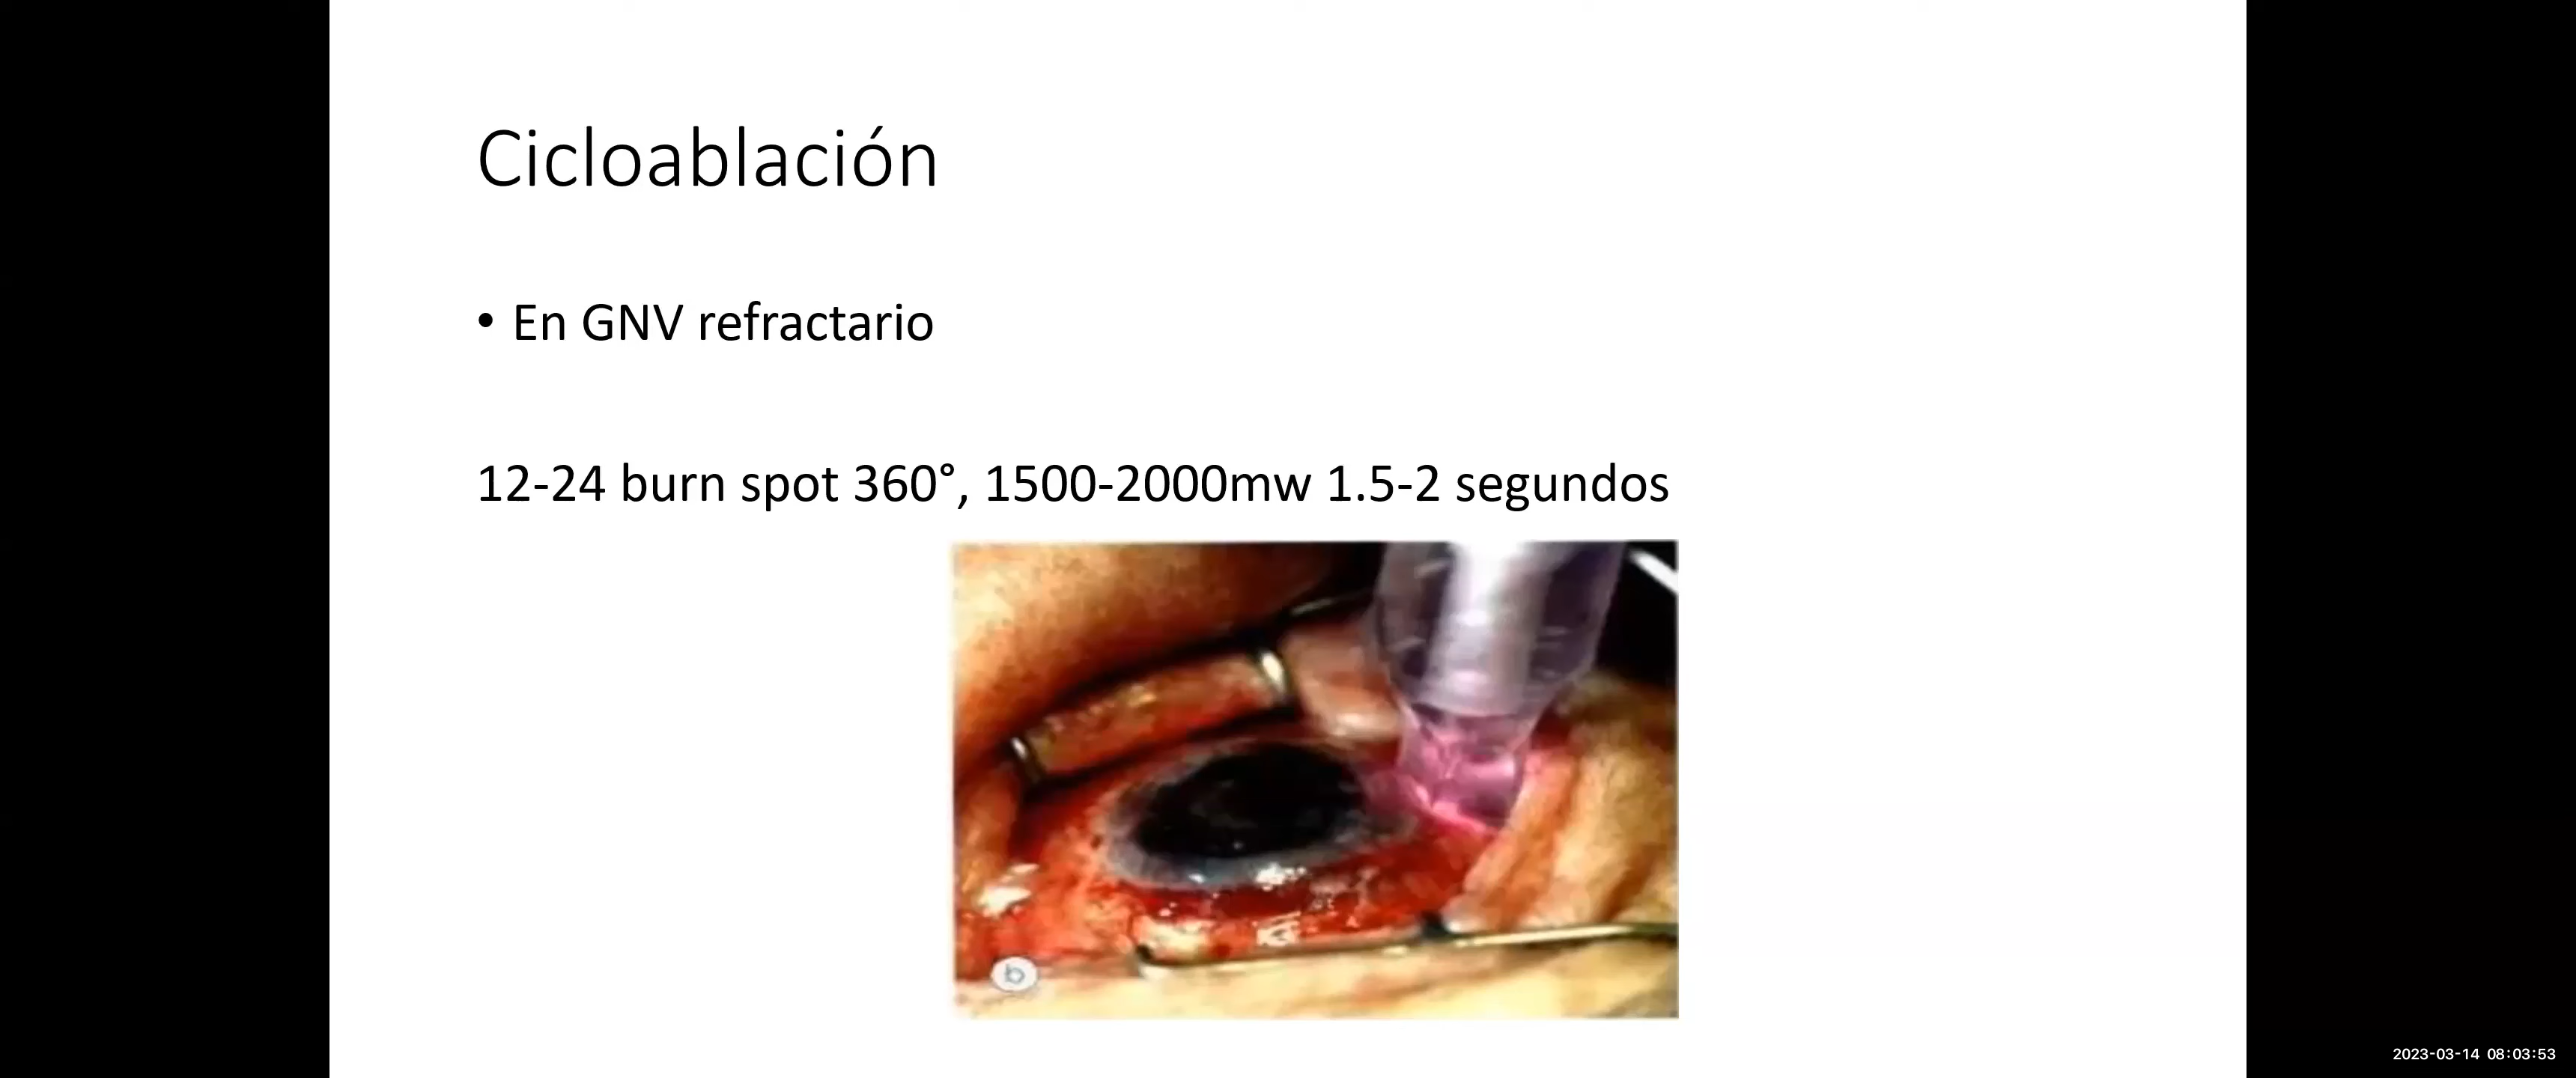 Cicloablación
• En GNV refractario
12-24 burn spot 360°, 1500-2000mw 1.5-2 segundos
b
2023-03-14 08:03:53